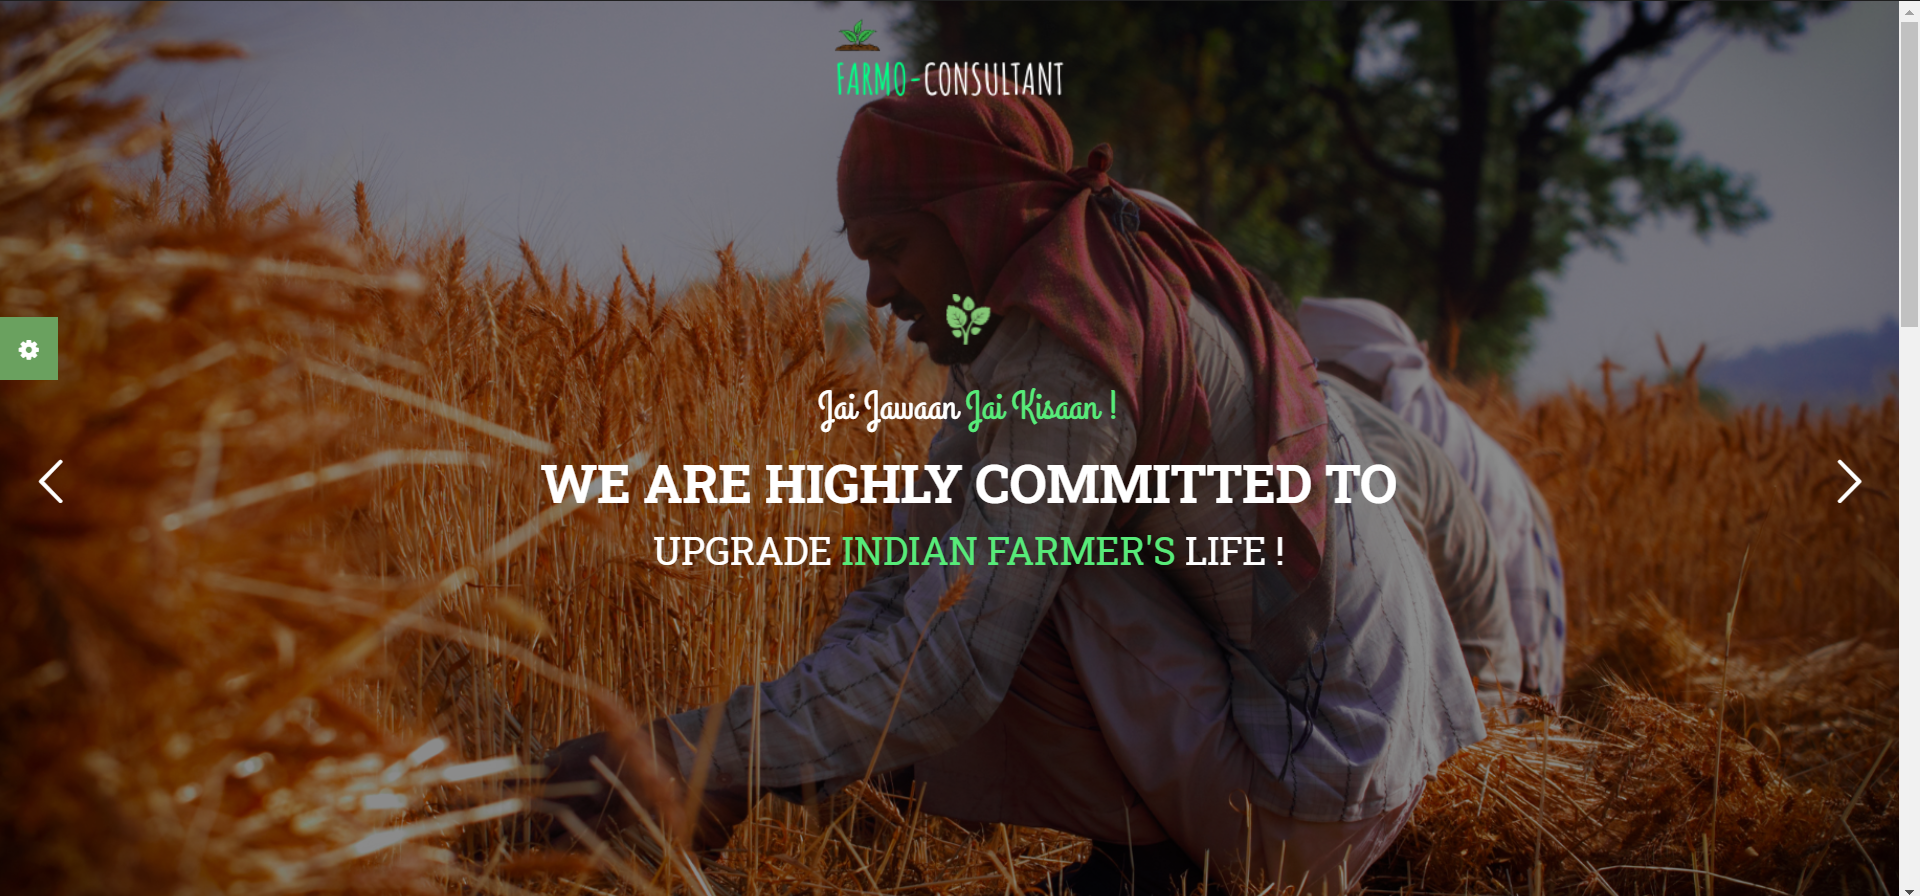 FARMO-CONSULTANT
Jai Jawaan Jai Kisaan !
WE ARE HIGHLY COMMITTED TO
UPGRADE INDIAN FARMER'S LIFE !